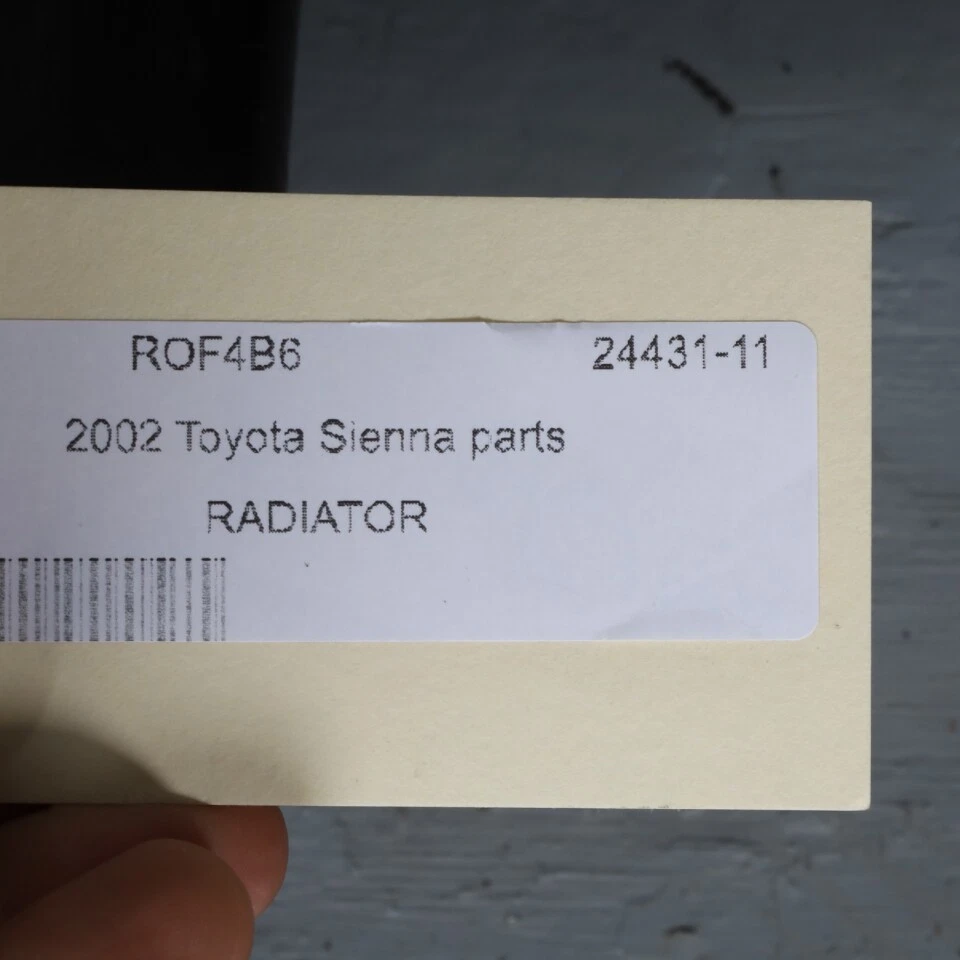 ROF4B6 24431-11
2002 Toyota Sienna parts
RADIATOR